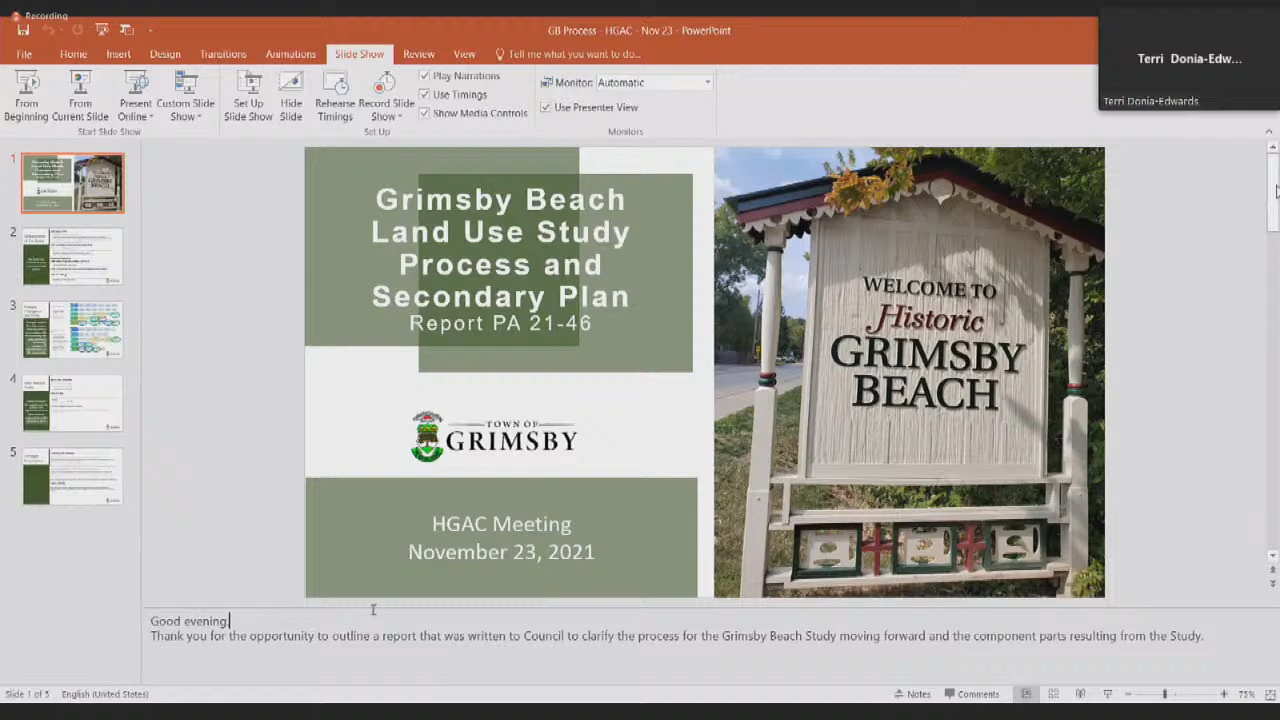 Recording
GB Process - HGAC - Nov 23 - PowerPoint
File Home Insert Design Transitions Animations Slide Show Review View Tell me what you want to do...
Terri Donia-Edw...
Terri Donia-Edwards
From Beginning
From Current Slide
Present Online
Custom Slide Show
Set Up Slide Show
Hide Slide
Rehearse Timings
Record Slide Show
Play Narrations
Use Timings
Show Media Controls
Monitor: Automatic
Use Presenter View
Start Slide Show
Set Up
Monitors
1
2
3
4
5
Grimsby Beach
Land Use Study
Process and
Secondary Plan
Report PA 21-46
TOWN OF
GRIMSBY
HGAC Meeting
November 23, 2021
WELCOME TO
Historic
GRIMSBY
BEACH
Good evening.
Thank you for the opportunity to outline a report that was written to Council to clarify the process for the Grimsby Beach Study moving forward and the component parts resulting from the Study.
Slide 1 of 5 English (United States)
Notes Comments 75%